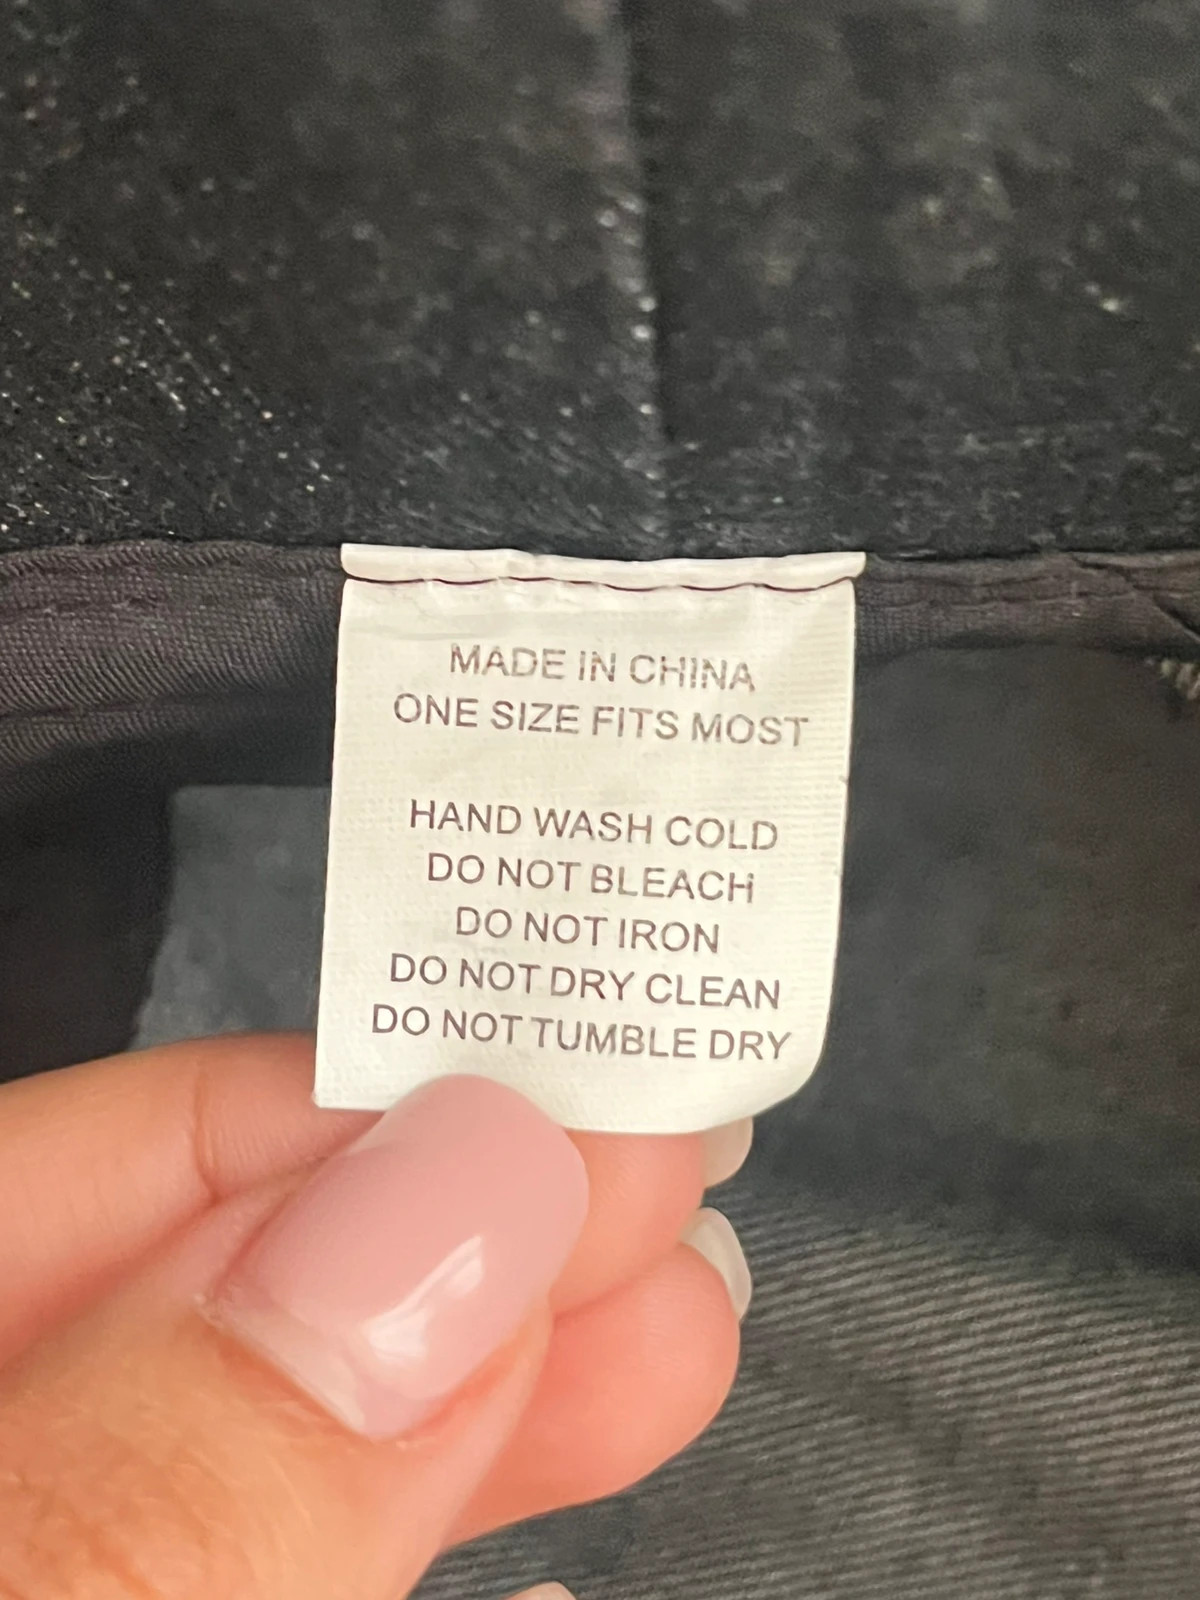 MADE IN CHINA
ONE SIZE FITS MOST
HAND WASH COLD
DO NOT BLEACH
DO NOT IRON
DO NOT DRY CLEAN
DO NOT TUMBLE DRY